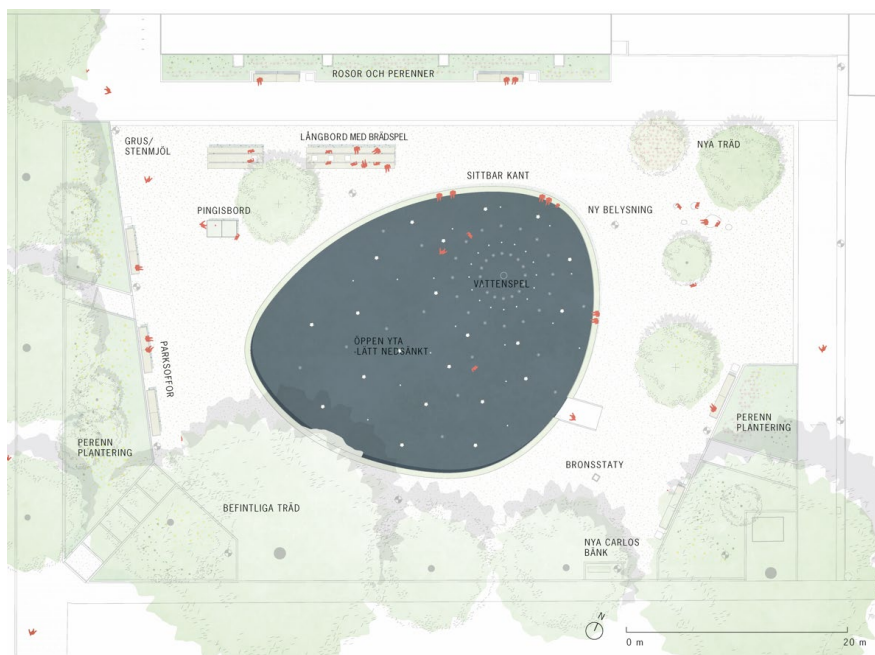 ROSOR OCH PERENNER
GRUS/
STENMJÖL
LÅNGBORD MED BRÄDSPEL
NYA TRÄD
SITTBAR KANT
PINGISBORD
NY BELYSNING
VATTENSPEL
ÖPPEN YTA
-LÄTT NEDSÄNKT
PARKSOFFOR
PERENN
PLANTERING
PERENN
PLANTERING
BRONSSTATY
BEFINTLIGA TRÄD
NYA CARLOS
BÄNK
N
0 m
20 m